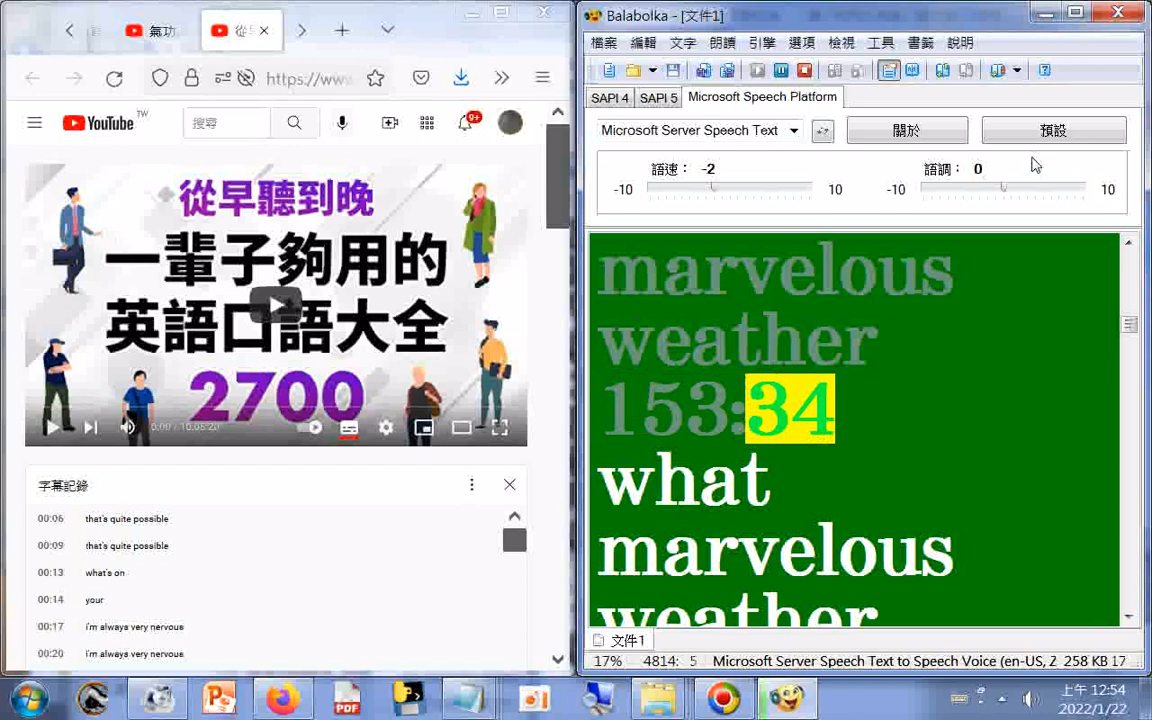 氣功
從
https://www
YouTube TW
搜尋
9+
從早聽到晚
一輩子夠用的
英語口語大全
2700
字幕記錄
00:06 that's quite possible
00:09 that's quite possible
00:13 what's on
00:14 your
00:17 i'm always very nervous
00:20 i'm always very nervous
Balabolka - [文件1]
檔案 編輯 文字 朗讀 引擎 選項 檢視 工具 書籤 說明
SAPI 4 SAPI 5 Microsoft Speech Platform
Microsoft Server Speech Text 關於 預設
語速： -2 語調： 0
-10 10 -10 10
marvelous
weather
153:34
what
marvelous
weather
文件1
17% 4814: 5 Microsoft Server Speech Text to Speech Voice (en-US, 2 258 KB 17
PDF
上午 12:54
2022/1/22